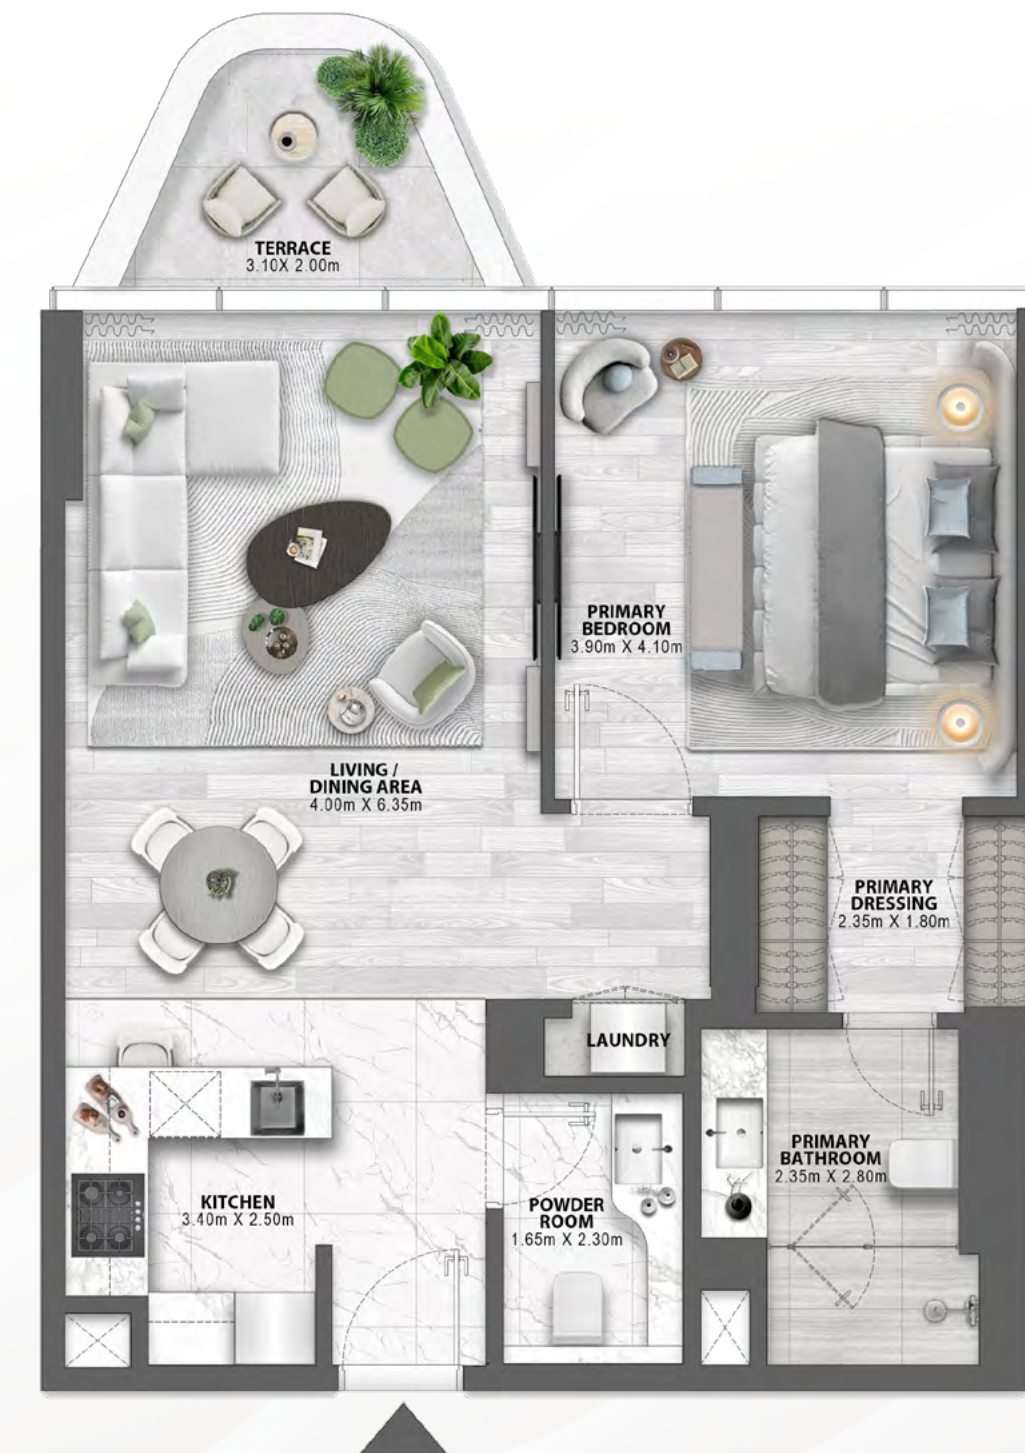 TERRACE
3.10X 2.00m
PRIMARY
BEDROOM
3.90m X 4.10m
LIVING /
DINING AREA
4.00m X 6.35m
PRIMARY
DRESSING
2.35m X 1.80m
LAUNDRY
PRIMARY
BATHROOM
2.35m X 2.80m
KITCHEN
3.40m X 2.50m
POWDER
ROOM
1.65m X 2.30m